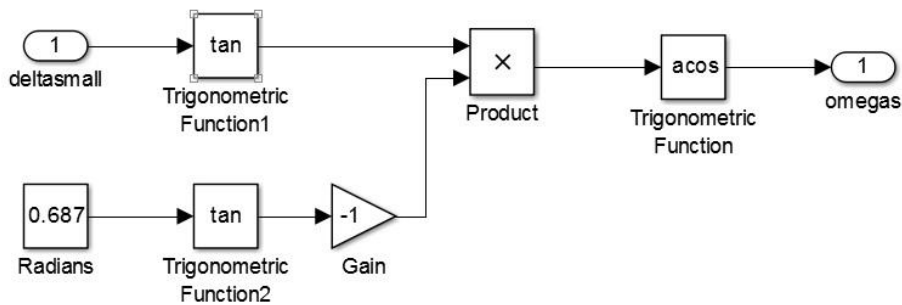 1
deltasmall
tan
Trigonometric
Function1
×
Product
acos
Trigonometric
Function
1
omegas
0.687
Radians
tan
Trigonometric
Function2
-1
Gain